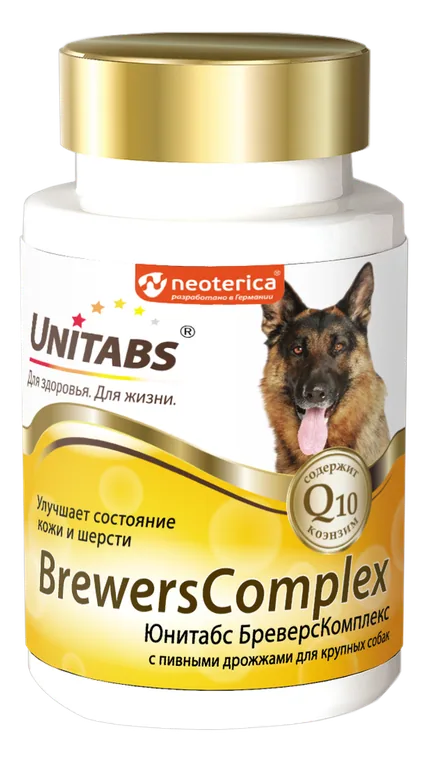 neoterica®
разработано в Германии
UNITABS®
Для здоровья. Для жизни.
содержит
Q10
коэнзим
Улучшает состояние
кожи и шерсти
BrewersComplex
Юнитабс БреверсКомплекс
с пивными дрожжами для крупных собак